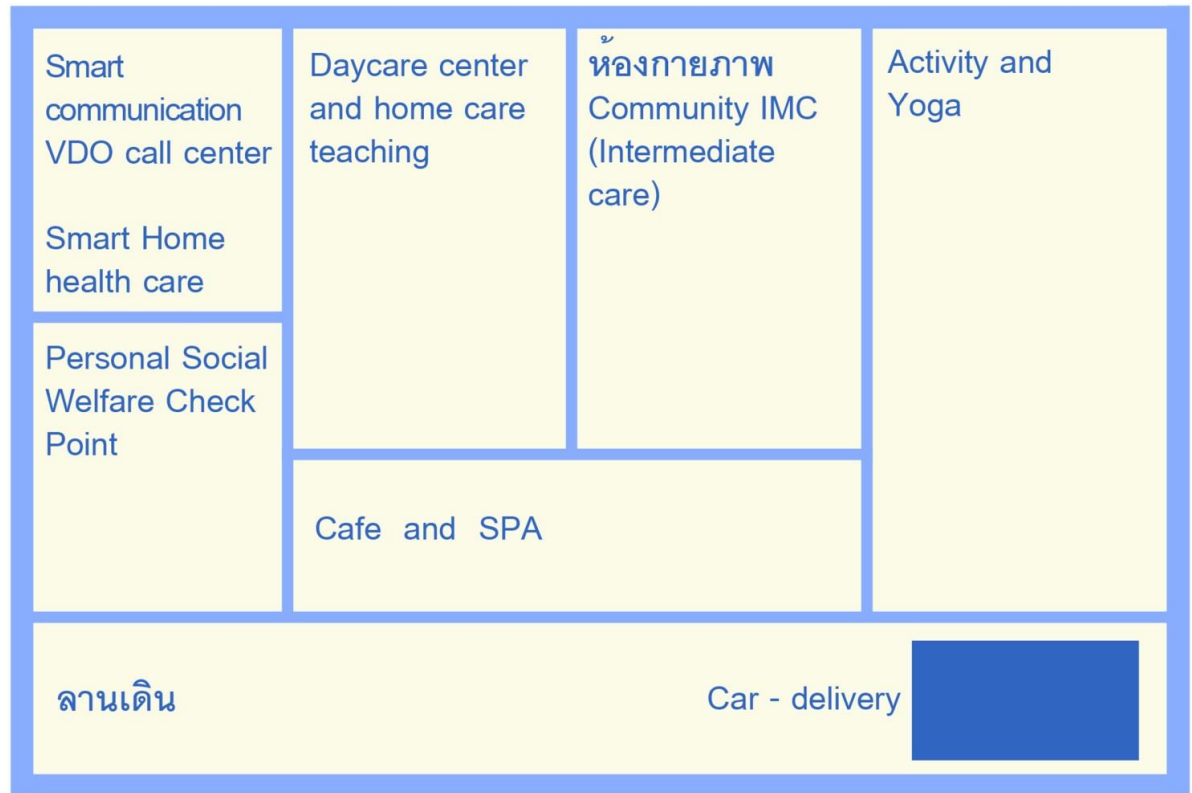 Smart
communication
VDO call center
Smart Home
health care
Personal Social
Welfare Check
Point
Daycare center
and home care
teaching
ห้องกายภาพ
Community IMC
(Intermediate
care)
Activity and
Yoga
Cafe and SPA
ลานเดิน
Car - delivery